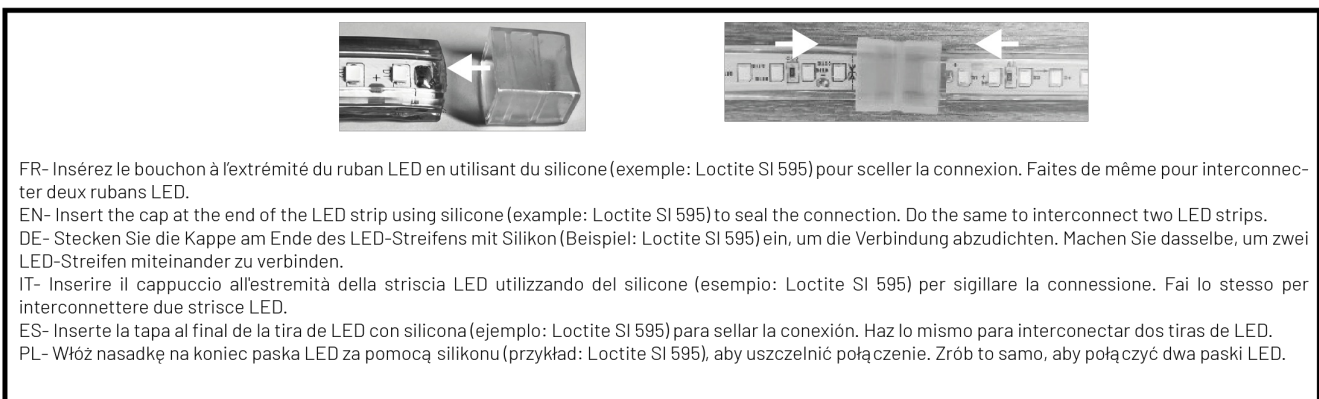 FR- Insérez le bouchon à l'extrémité du ruban LED en utilisant du silicone (exemple: Loctite SI 595) pour sceller la connexion. Faites de même pour interconnec-
ter deux rubans LED.
EN- Insert the cap at the end of the LED strip using silicone (example: Loctite SI 595) to seal the connection. Do the same to interconnect two LED strips.
DE- Stecken Sie die Kappe am Ende des LED-Streifens mit Silikon (Beispiel: Loctite SI 595) ein, um die Verbindung abzudichten. Machen Sie dasselbe, um zwei
LED-Streifen miteinander zu verbinden.
IT- Inserire il cappuccio all'estremità della striscia LED utilizzando del silicone (esempio: Loctite SI 595) per sigillare la connessione. Fai lo stesso per
interconnettere due strisce LED.
ES- Inserte la tapa al final de la tira de LED con silicona (ejemplo: Loctite SI 595) para sellar la conexión. Haz lo mismo para interconectar dos tiras de LED.
PL- Włóż nasadkę na koniec paska LED za pomocą silikonu (przykład: Loctite SI 595), aby uszczelnić połączenie. Zrób to samo, aby połączyć dwa paski LED.